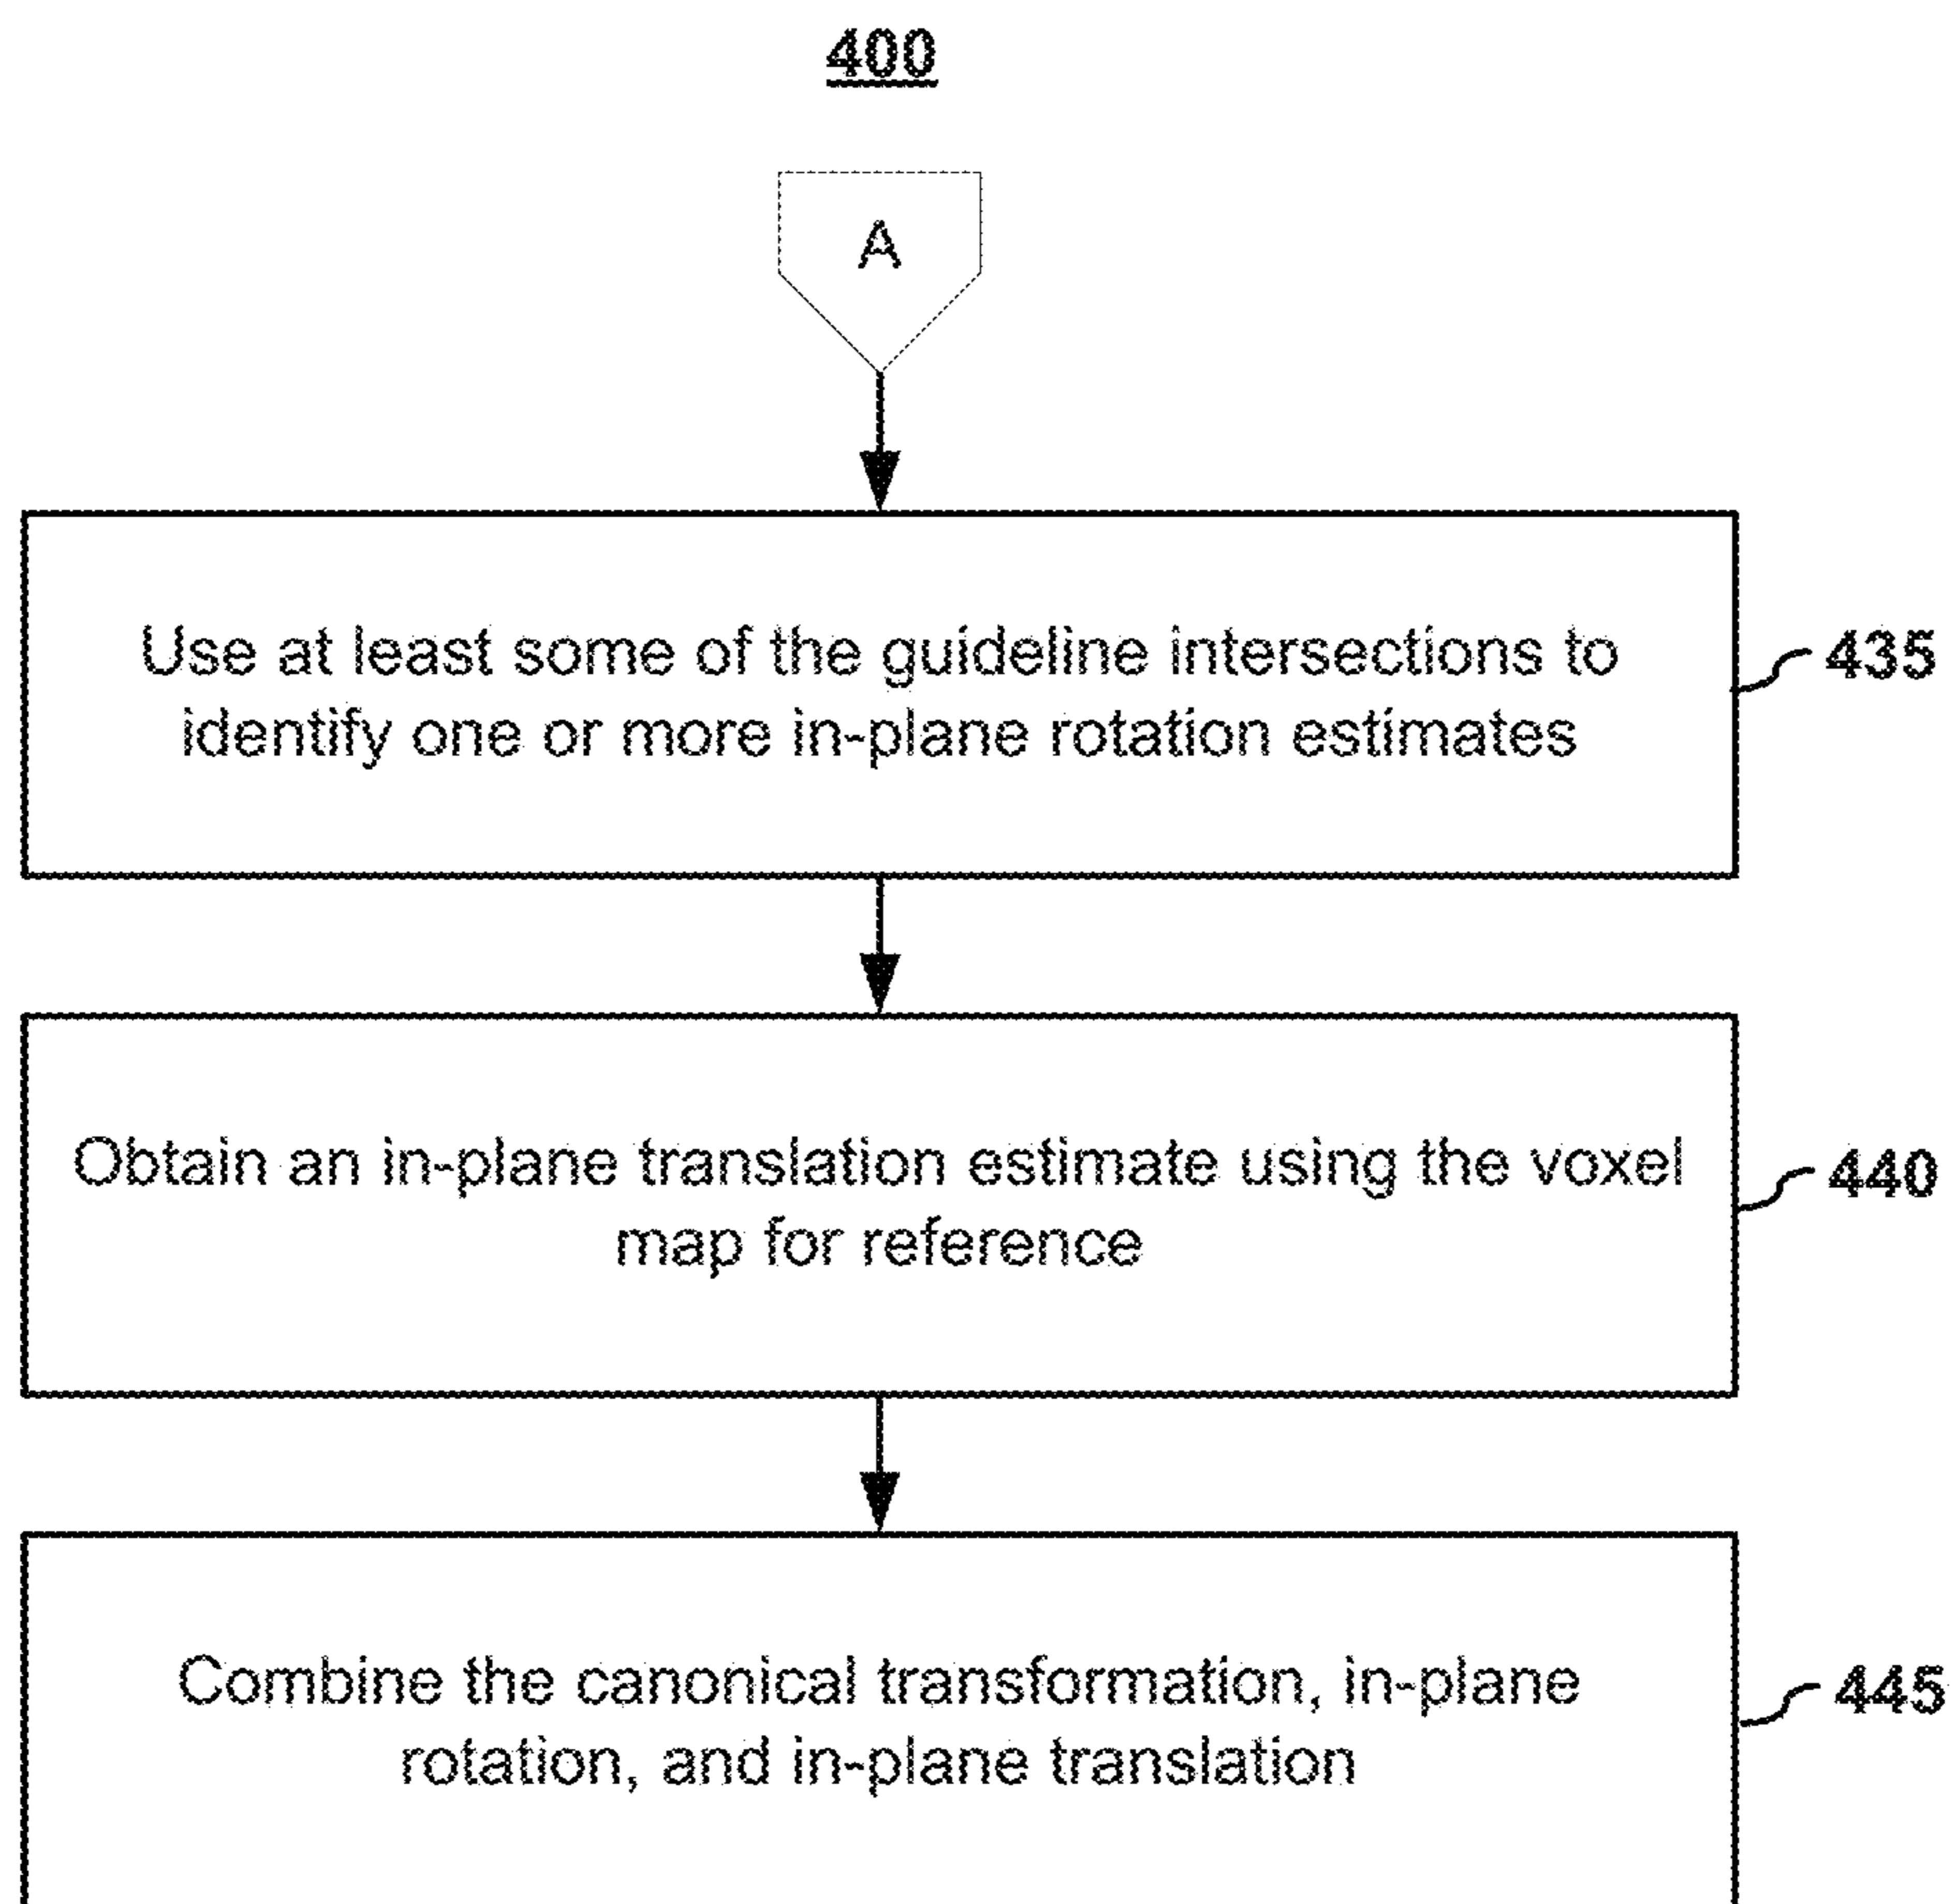 400
A
Use at least some of the guideline intersections to
identify one or more in-plane rotation estimates
435
Obtain an in-plane translation estimate using the voxel
map for reference
440
Combine the canonical transformation, in-plane
rotation, and in-plane translation
445